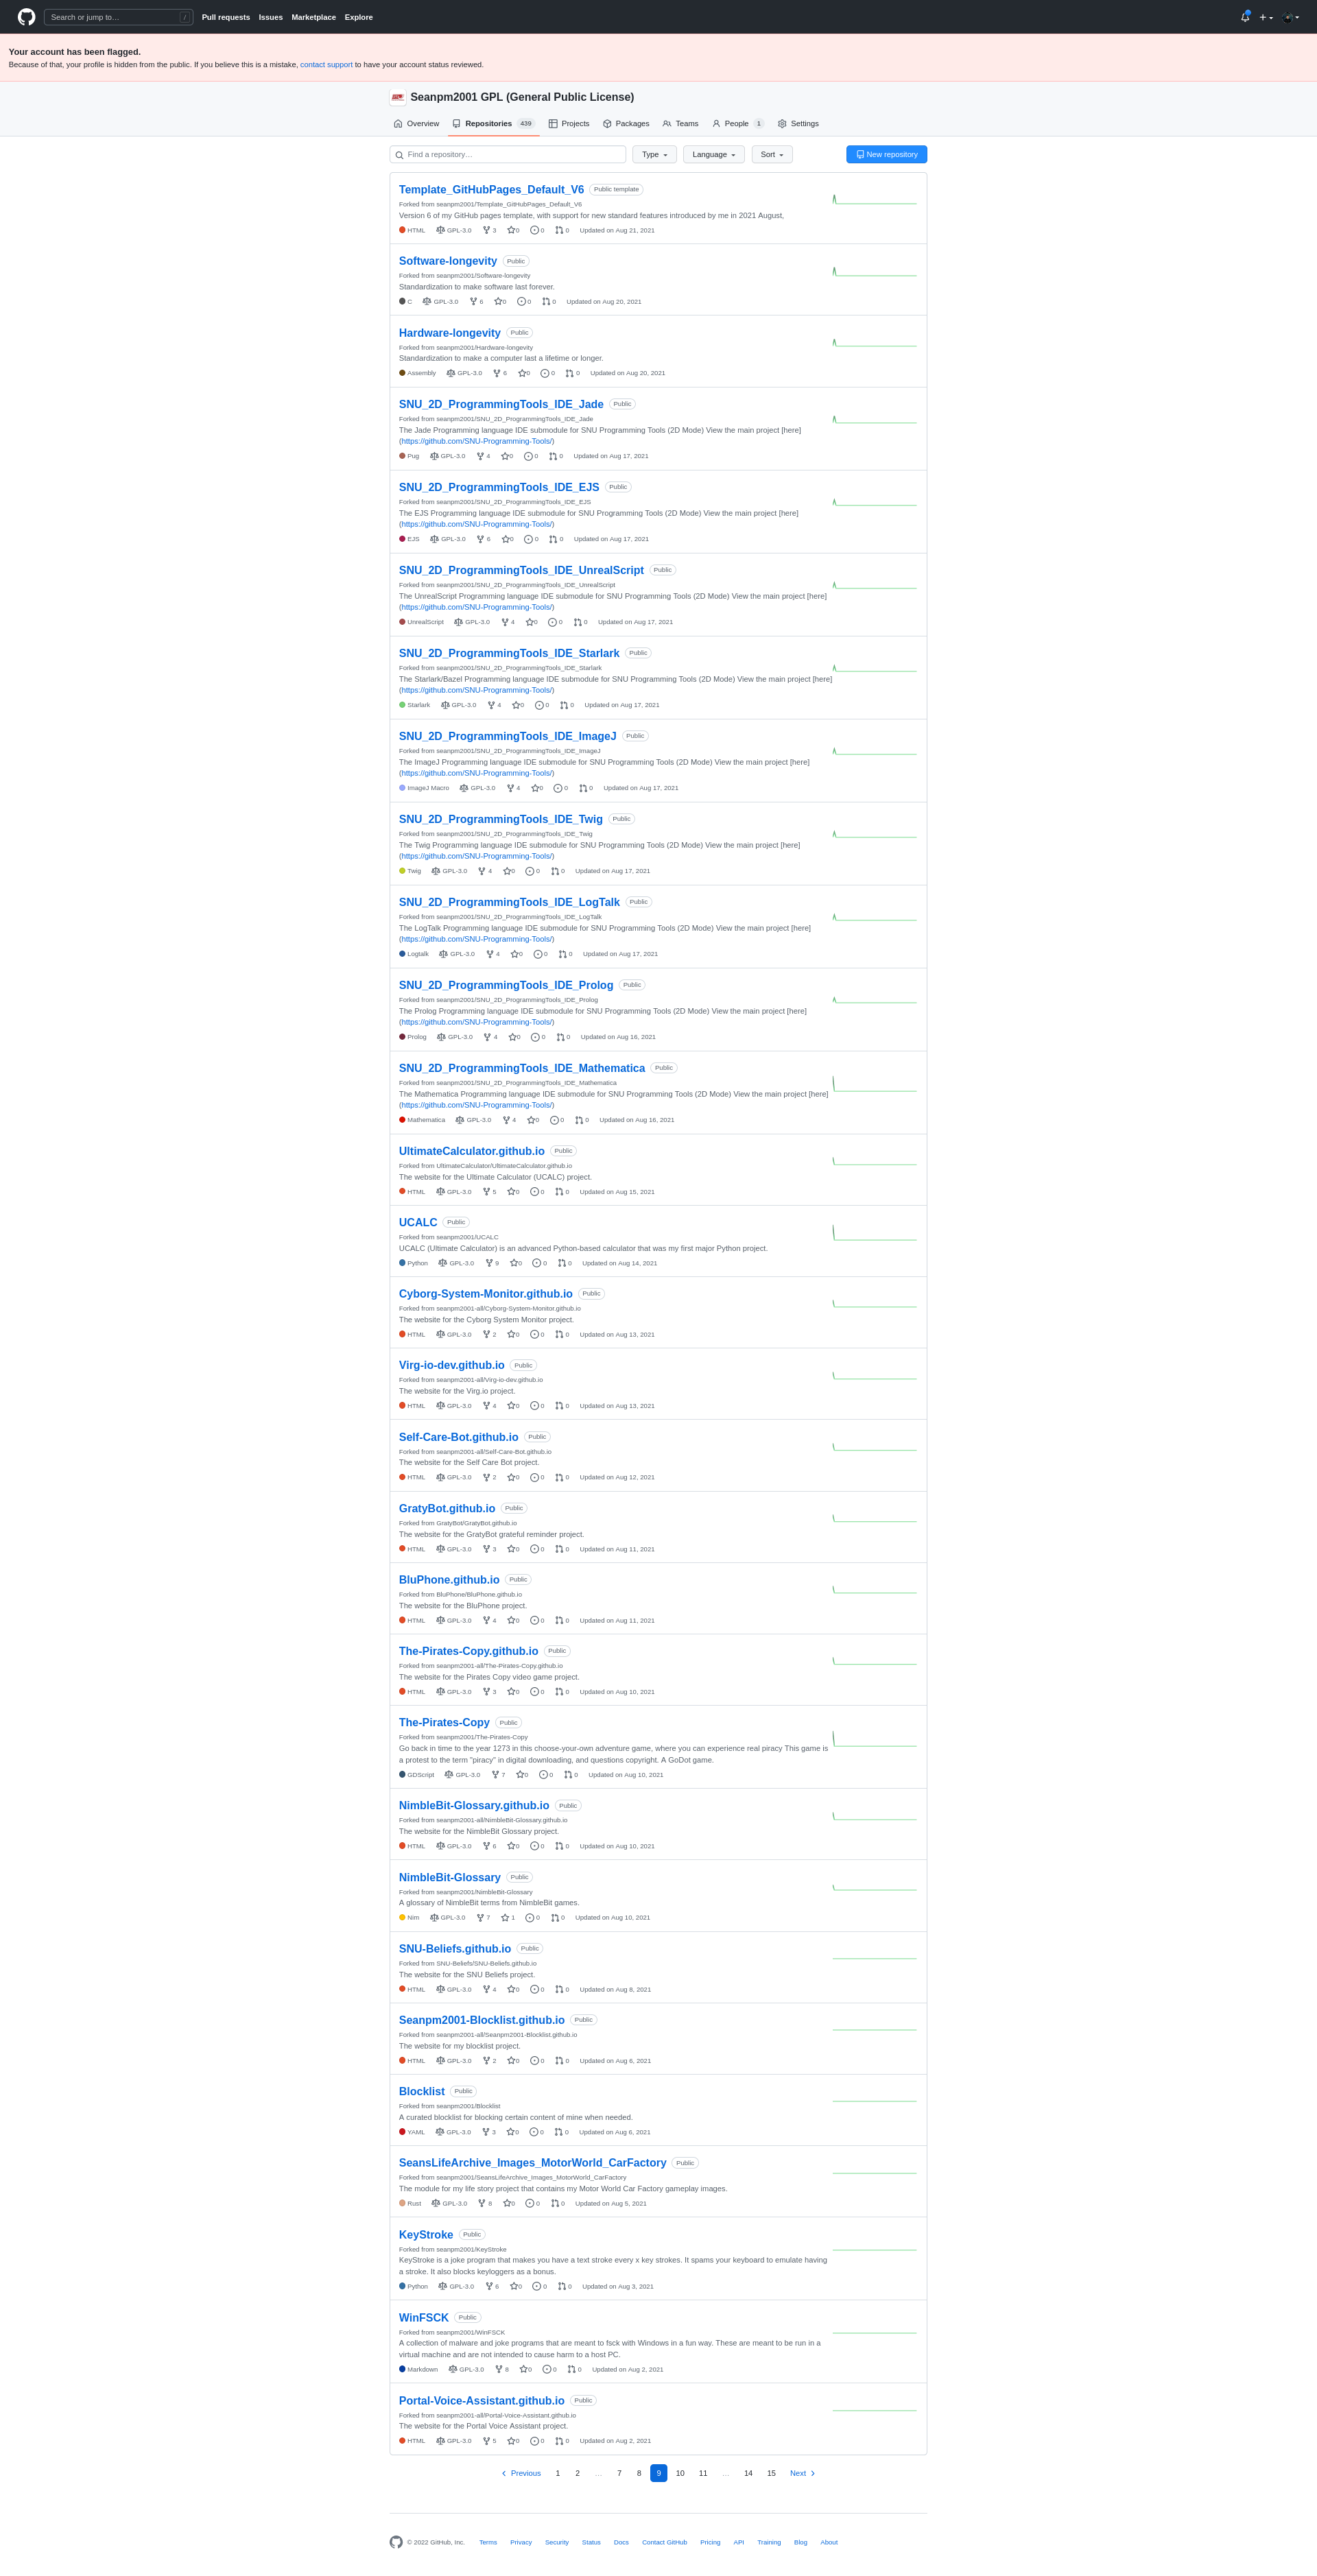 Search or jump to…
/
Pull requests Issues Marketplace Explore
Your account has been flagged.
Because of that, your profile is hidden from the public. If you believe this is a mistake, contact support to have your account status reviewed.
Seanpm2001 GPL (General Public License)
Overview Repositories 439 Projects Packages Teams People 1 Settings
Find a repository… Type Language Sort New repository
Template_GitHubPages_Default_V6 Public template
Forked from seanpm2001/Template_GitHubPages_Default_V6
Version 6 of my GitHub pages template, with support for new standard features introduced by me in 2021 August,
HTML GPL-3.0 3 0 0 0 Updated on Aug 21, 2021
Software-longevity Public
Forked from seanpm2001/Software-longevity
Standardization to make software last forever.
C GPL-3.0 6 0 0 0 Updated on Aug 20, 2021
Hardware-longevity Public
Forked from seanpm2001/Hardware-longevity
Standardization to make a computer last a lifetime or longer.
Assembly GPL-3.0 6 0 0 0 Updated on Aug 20, 2021
SNU_2D_ProgrammingTools_IDE_Jade Public
Forked from seanpm2001/SNU_2D_ProgrammingTools_IDE_Jade
The Jade Programming language IDE submodule for SNU Programming Tools (2D Mode) View the main project [here]
(https://github.com/SNU-Programming-Tools/)
Pug GPL-3.0 4 0 0 0 Updated on Aug 17, 2021
SNU_2D_ProgrammingTools_IDE_EJS Public
Forked from seanpm2001/SNU_2D_ProgrammingTools_IDE_EJS
The EJS Programming language IDE submodule for SNU Programming Tools (2D Mode) View the main project [here]
(https://github.com/SNU-Programming-Tools/)
EJS GPL-3.0 6 0 0 0 Updated on Aug 17, 2021
SNU_2D_ProgrammingTools_IDE_UnrealScript Public
Forked from seanpm2001/SNU_2D_ProgrammingTools_IDE_UnrealScript
The UnrealScript Programming language IDE submodule for SNU Programming Tools (2D Mode) View the main project [here]
(https://github.com/SNU-Programming-Tools/)
UnrealScript GPL-3.0 4 0 0 0 Updated on Aug 17, 2021
SNU_2D_ProgrammingTools_IDE_Starlark Public
Forked from seanpm2001/SNU_2D_ProgrammingTools_IDE_Starlark
The Starlark/Bazel Programming language IDE submodule for SNU Programming Tools (2D Mode) View the main project [here]
(https://github.com/SNU-Programming-Tools/)
Starlark GPL-3.0 4 0 0 0 Updated on Aug 17, 2021
SNU_2D_ProgrammingTools_IDE_ImageJ Public
Forked from seanpm2001/SNU_2D_ProgrammingTools_IDE_ImageJ
The ImageJ Programming language IDE submodule for SNU Programming Tools (2D Mode) View the main project [here]
(https://github.com/SNU-Programming-Tools/)
ImageJ Macro GPL-3.0 4 0 0 0 Updated on Aug 17, 2021
SNU_2D_ProgrammingTools_IDE_Twig Public
Forked from seanpm2001/SNU_2D_ProgrammingTools_IDE_Twig
The Twig Programming language IDE submodule for SNU Programming Tools (2D Mode) View the main project [here]
(https://github.com/SNU-Programming-Tools/)
Twig GPL-3.0 4 0 0 0 Updated on Aug 17, 2021
SNU_2D_ProgrammingTools_IDE_LogTalk Public
Forked from seanpm2001/SNU_2D_ProgrammingTools_IDE_LogTalk
The LogTalk Programming language IDE submodule for SNU Programming Tools (2D Mode) View the main project [here]
(https://github.com/SNU-Programming-Tools/)
Logtalk GPL-3.0 4 0 0 0 Updated on Aug 17, 2021
SNU_2D_ProgrammingTools_IDE_Prolog Public
Forked from seanpm2001/SNU_2D_ProgrammingTools_IDE_Prolog
The Prolog Programming language IDE submodule for SNU Programming Tools (2D Mode) View the main project [here]
(https://github.com/SNU-Programming-Tools/)
Prolog GPL-3.0 4 0 0 0 Updated on Aug 16, 2021
SNU_2D_ProgrammingTools_IDE_Mathematica Public
Forked from seanpm2001/SNU_2D_ProgrammingTools_IDE_Mathematica
The Mathematica Programming language IDE submodule for SNU Programming Tools (2D Mode) View the main project [here]
(https://github.com/SNU-Programming-Tools/)
Mathematica GPL-3.0 4 0 0 0 Updated on Aug 16, 2021
UltimateCalculator.github.io Public
Forked from UltimateCalculator/UltimateCalculator.github.io
The website for the Ultimate Calculator (UCALC) project.
HTML GPL-3.0 5 0 0 0 Updated on Aug 15, 2021
UCALC Public
Forked from seanpm2001/UCALC
UCALC (Ultimate Calculator) is an advanced Python-based calculator that was my first major Python project.
Python GPL-3.0 9 0 0 0 Updated on Aug 14, 2021
Cyborg-System-Monitor.github.io Public
Forked from seanpm2001-all/Cyborg-System-Monitor.github.io
The website for the Cyborg System Monitor project.
HTML GPL-3.0 2 0 0 0 Updated on Aug 13, 2021
Virg-io-dev.github.io Public
Forked from seanpm2001-all/Virg-io-dev.github.io
The website for the Virg.io project.
HTML GPL-3.0 4 0 0 0 Updated on Aug 13, 2021
Self-Care-Bot.github.io Public
Forked from seanpm2001-all/Self-Care-Bot.github.io
The website for the Self Care Bot project.
HTML GPL-3.0 2 0 0 0 Updated on Aug 12, 2021
GratyBot.github.io Public
Forked from GratyBot/GratyBot.github.io
The website for the GratyBot grateful reminder project.
HTML GPL-3.0 3 0 0 0 Updated on Aug 11, 2021
BluPhone.github.io Public
Forked from BluPhone/BluPhone.github.io
The website for the BluPhone project.
HTML GPL-3.0 4 0 0 0 Updated on Aug 11, 2021
The-Pirates-Copy.github.io Public
Forked from seanpm2001-all/The-Pirates-Copy.github.io
The website for the Pirates Copy video game project.
HTML GPL-3.0 3 0 0 0 Updated on Aug 10, 2021
The-Pirates-Copy Public
Forked from seanpm2001/The-Pirates-Copy
Go back in time to the year 1273 in this choose-your-own adventure game, where you can experience real piracy This game is
a protest to the term "piracy" in digital downloading, and questions copyright. A GoDot game.
GDScript GPL-3.0 7 0 0 0 Updated on Aug 10, 2021
NimbleBit-Glossary.github.io Public
Forked from seanpm2001-all/NimbleBit-Glossary.github.io
The website for the NimbleBit Glossary project.
HTML GPL-3.0 6 0 0 0 Updated on Aug 10, 2021
NimbleBit-Glossary Public
Forked from seanpm2001/NimbleBit-Glossary
A glossary of NimbleBit terms from NimbleBit games.
Nim GPL-3.0 7 1 0 0 Updated on Aug 10, 2021
SNU-Beliefs.github.io Public
Forked from SNU-Beliefs/SNU-Beliefs.github.io
The website for the SNU Beliefs project.
HTML GPL-3.0 4 0 0 0 Updated on Aug 8, 2021
Seanpm2001-Blocklist.github.io Public
Forked from seanpm2001-all/Seanpm2001-Blocklist.github.io
The website for my blocklist project.
HTML GPL-3.0 2 0 0 0 Updated on Aug 6, 2021
Blocklist Public
Forked from seanpm2001/Blocklist
A curated blocklist for blocking certain content of mine when needed.
YAML GPL-3.0 3 0 0 0 Updated on Aug 6, 2021
SeansLifeArchive_Images_MotorWorld_CarFactory Public
Forked from seanpm2001/SeansLifeArchive_Images_MotorWorld_CarFactory
The module for my life story project that contains my Motor World Car Factory gameplay images.
Rust GPL-3.0 8 0 0 0 Updated on Aug 5, 2021
KeyStroke Public
Forked from seanpm2001/KeyStroke
KeyStroke is a joke program that makes you have a text stroke every x key strokes. It spams your keyboard to emulate having
a stroke. It also blocks keyloggers as a bonus.
Python GPL-3.0 6 0 0 0 Updated on Aug 3, 2021
WinFSCK Public
Forked from seanpm2001/WinFSCK
A collection of malware and joke programs that are meant to fsck with Windows in a fun way. These are meant to be run in a
virtual machine and are not intended to cause harm to a host PC.
Markdown GPL-3.0 8 0 0 0 Updated on Aug 2, 2021
Portal-Voice-Assistant.github.io Public
Forked from seanpm2001-all/Portal-Voice-Assistant.github.io
The website for the Portal Voice Assistant project.
HTML GPL-3.0 5 0 0 0 Updated on Aug 2, 2021
Previous 1 2 … 7 8 9 10 11 … 14 15 Next
© 2022 GitHub, Inc. Terms Privacy Security Status Docs Contact GitHub Pricing API Training Blog About